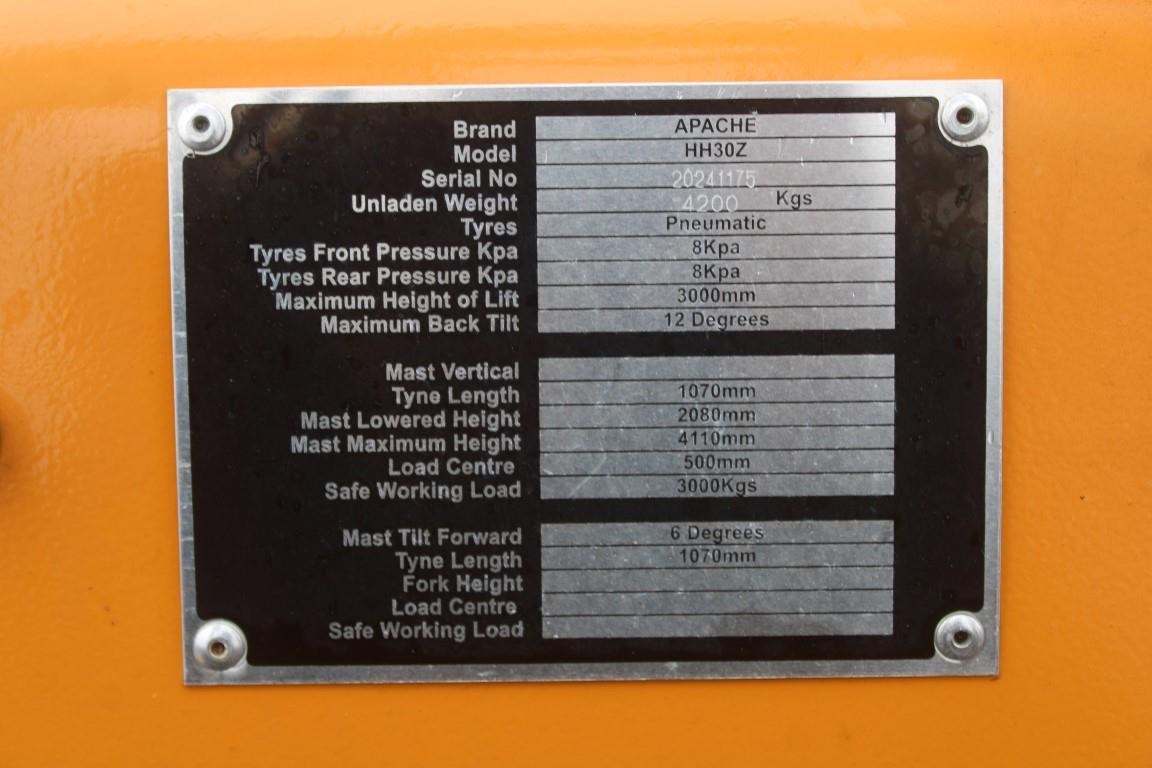 Brand APACHE
Model HH30Z
Serial No 20241175
Unladen Weight 4200 Kgs
Tyres Pneumatic
Tyres Front Pressure Kpa 8Kpa
Tyres Rear Pressure Kpa 8Kpa
Maximum Height of Lift 3000mm
Maximum Back Tilt 12 Degrees
Mast Vertical
Tyne Length 1070mm
Mast Lowered Height 2080mm
Mast Maximum Height 4110mm
Load Centre 500mm
Safe Working Load 3000Kgs
Mast Tilt Forward 6 Degrees
Tyne Length 1070mm
Fork Height
Load Centre
Safe Working Load